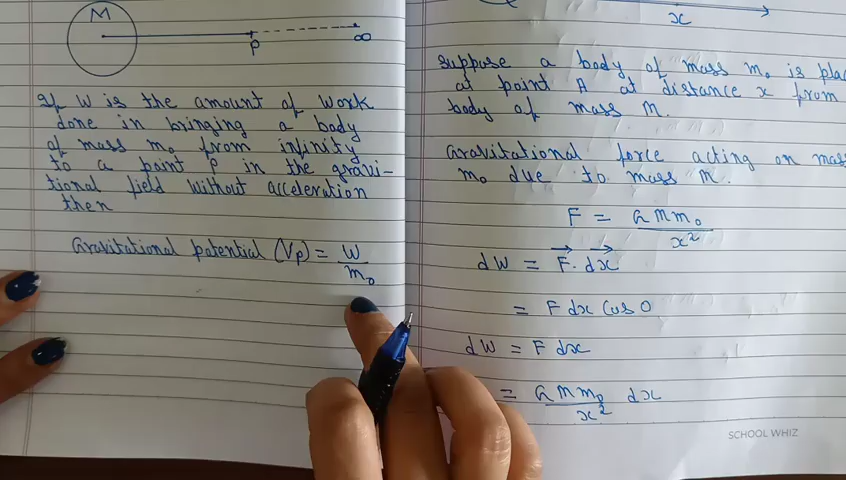 M
P
∞
If W is the amount of work
done in bringing a body
of mass m₀ from infinity
to a point P in the gravi-
tional field without acceleration
then
Gravitational potential (Vp) = W/m₀
x
Suppose a body of mass m₀ is pla
at point A at distance x from
body of mass M.
Gravitational force acting on mas
m₀ due to mass M.
F = GMm₀/x²
dW = F⃗ · dx⃗
= F dx Cos 0
dW = F dx
= GMm₀/x² dx
SCHOOL WHIZ